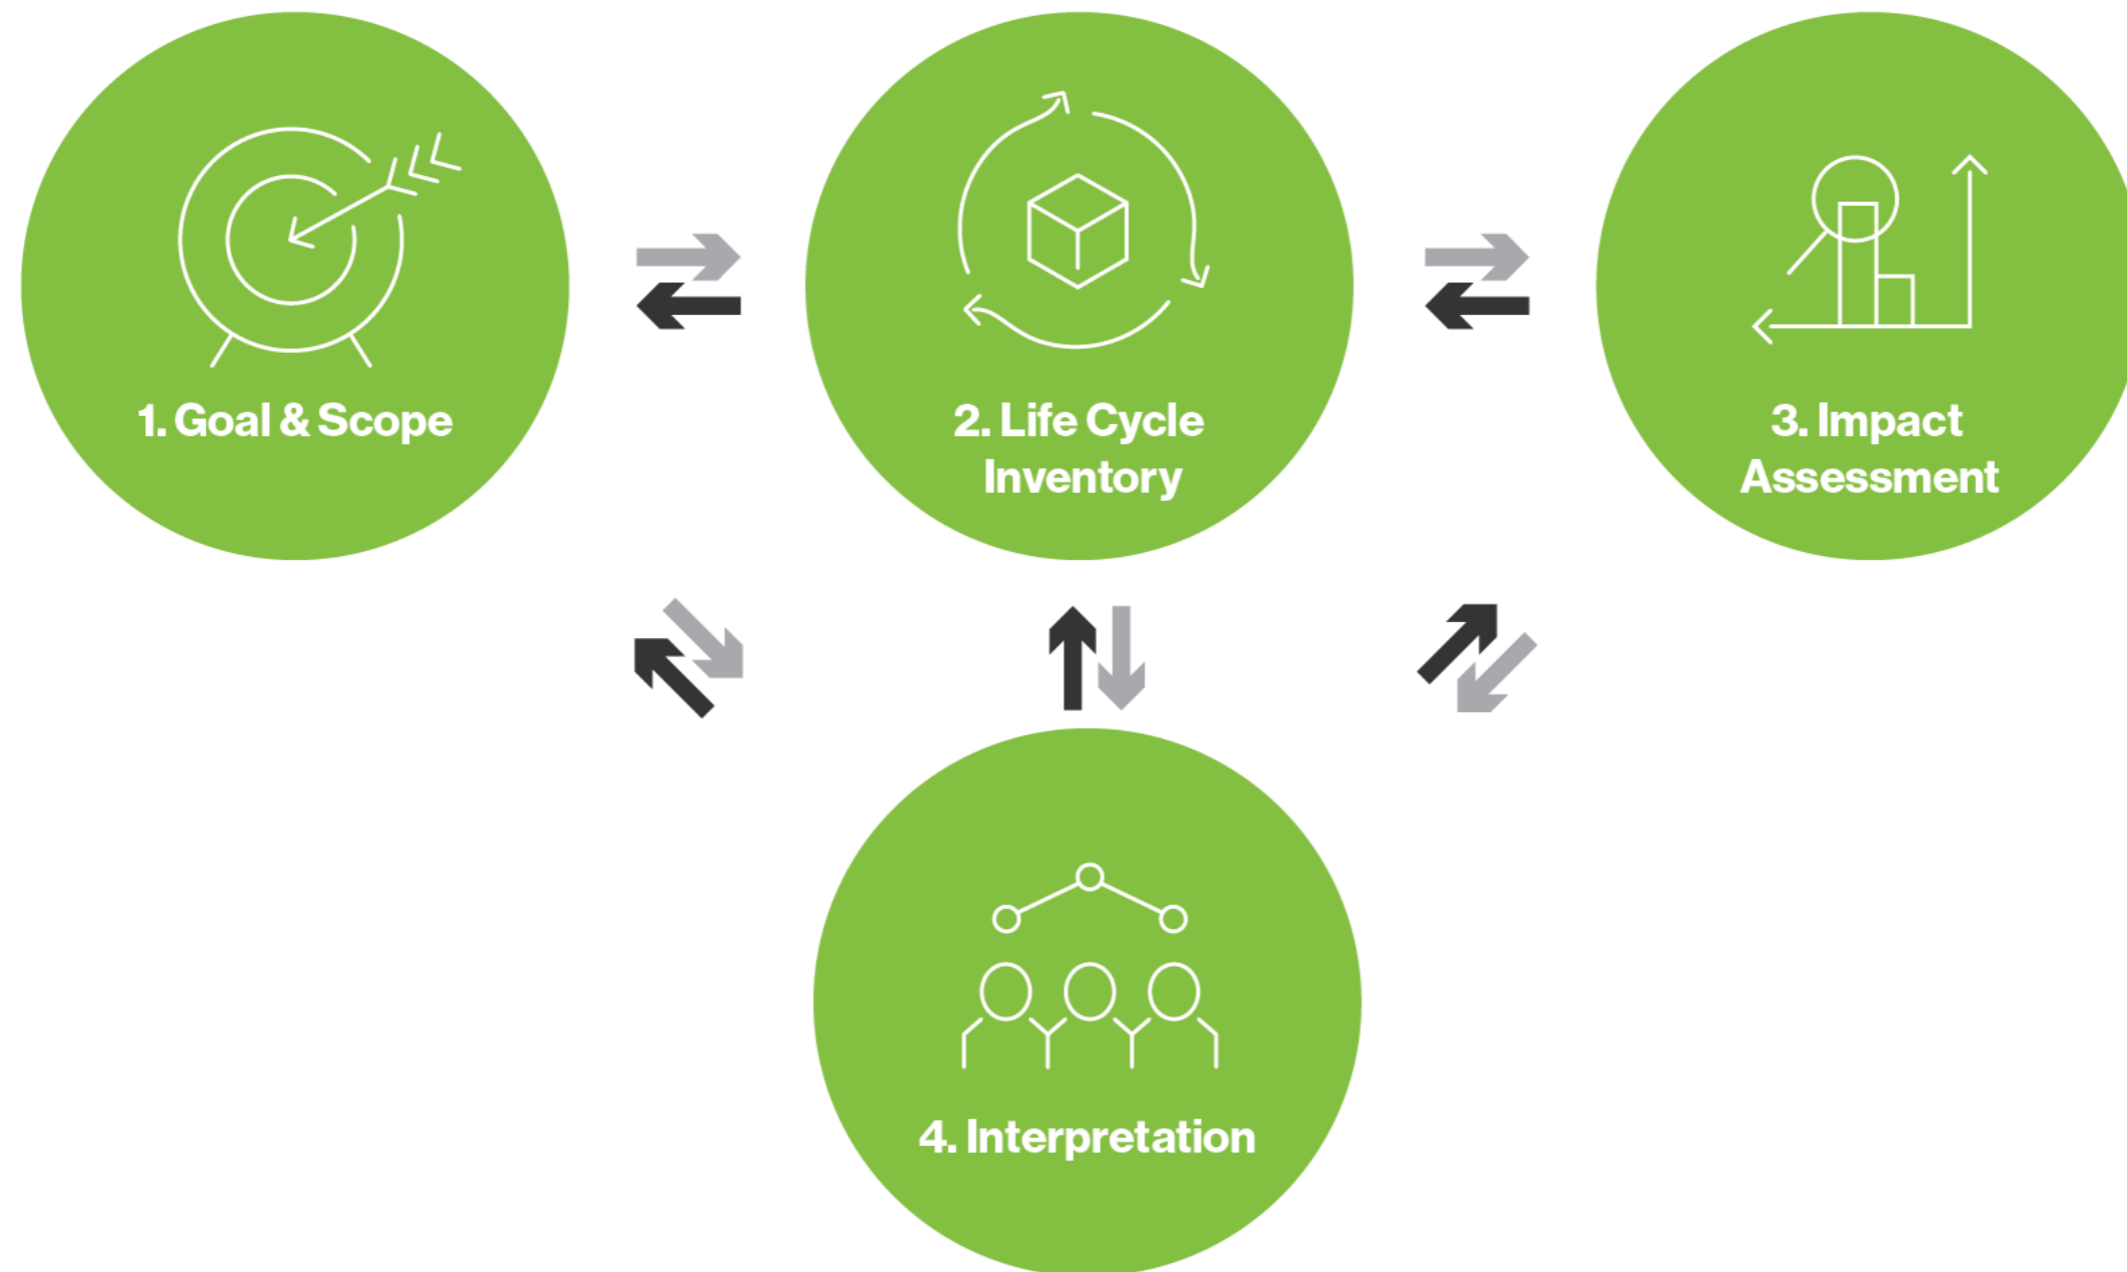 1. Goal & Scope
2. Life Cycle
Inventory
3. Impact
Assessment
4. Interpretation